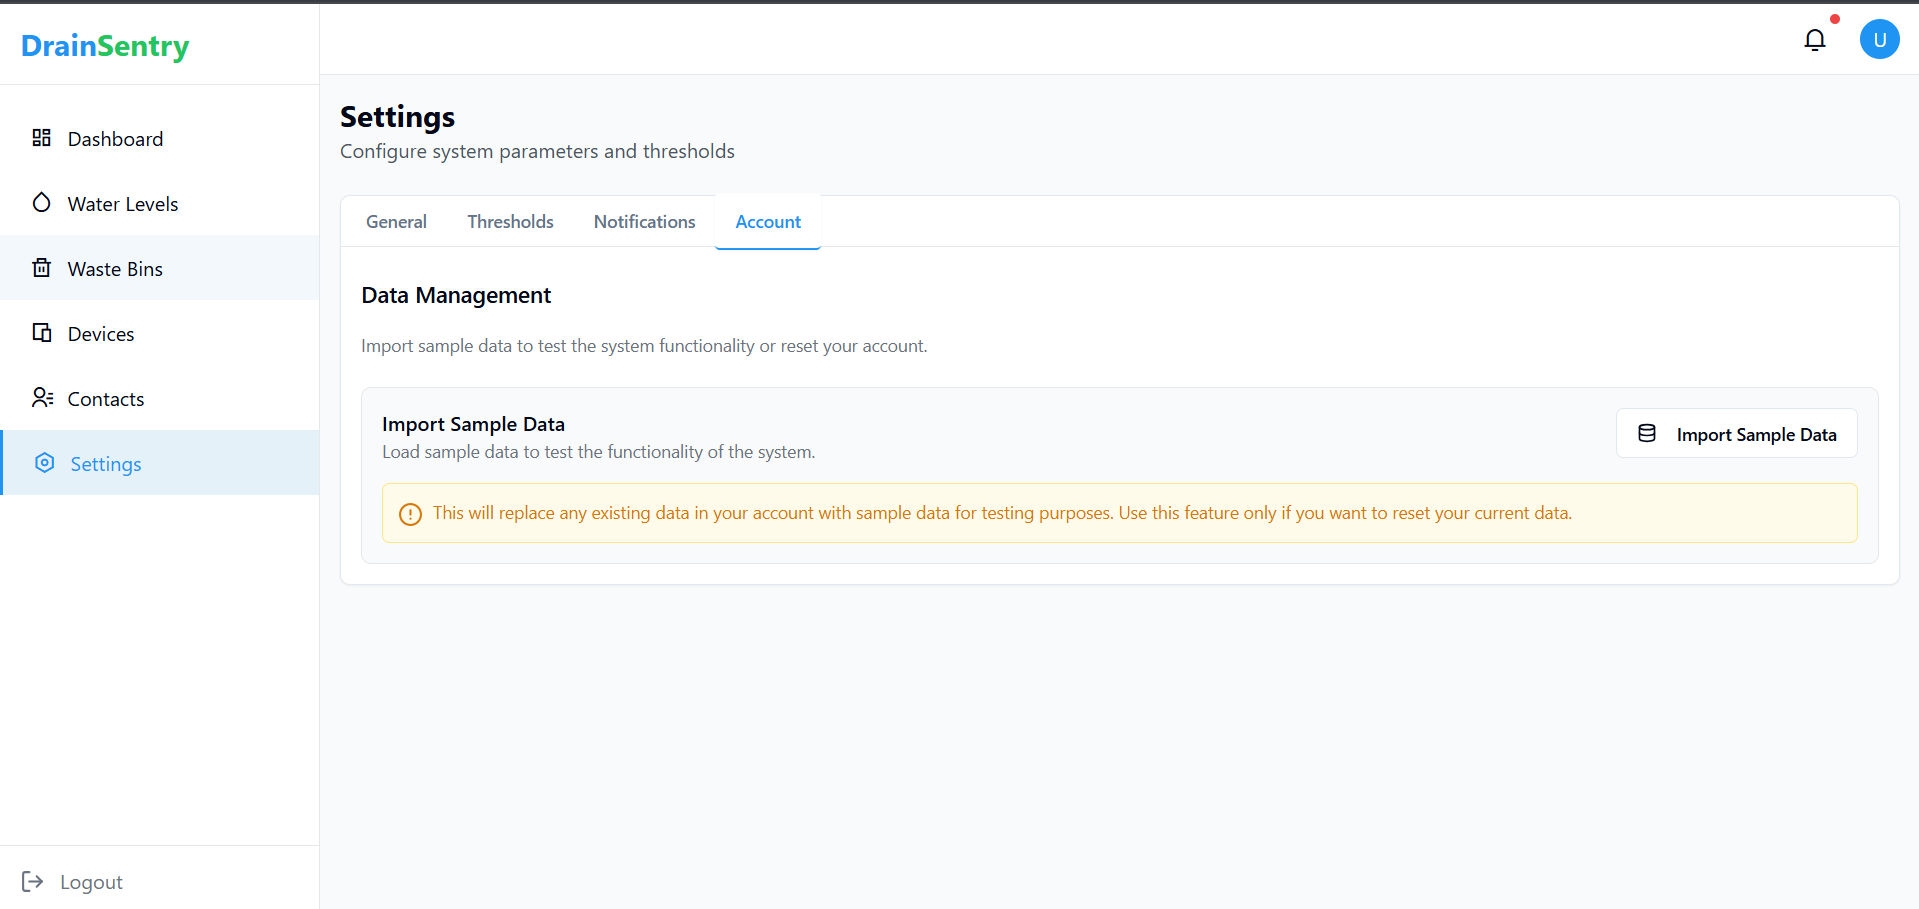 DrainSentry
U
Dashboard
Water Levels
Waste Bins
Devices
Contacts
Settings
Logout
Settings
Configure system parameters and thresholds
General Thresholds Notifications Account
Data Management
Import sample data to test the system functionality or reset your account.
Import Sample Data
Load sample data to test the functionality of the system.
Import Sample Data
This will replace any existing data in your account with sample data for testing purposes. Use this feature only if you want to reset your current data.